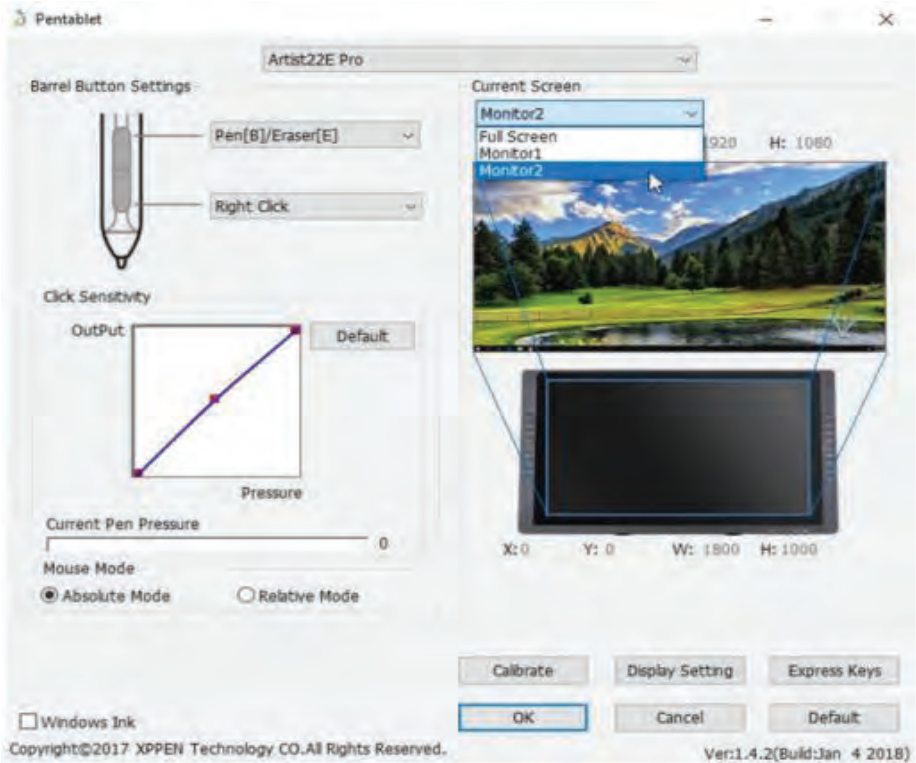 Pentablet
Artist22E Pro
Barrel Button Settings
Pen[B]/Eraser[E]
Right Click
Click Sensitivity
OutPut
Default
Pressure
Current Pen Pressure
0
Mouse Mode
Absolute Mode
Relative Mode
Current Screen
Monitor2
Full Screen
Monitor1
Monitor2
1920 H: 1080
X: 0 Y: 0 W: 1800 H: 1000
Calibrate Display Setting Express Keys
OK Cancel Default
Windows Ink
Copyright©2017 XPPEN Technology CO.All Rights Reserved.
Ver:1.4.2(Build:Jan 4 2018)